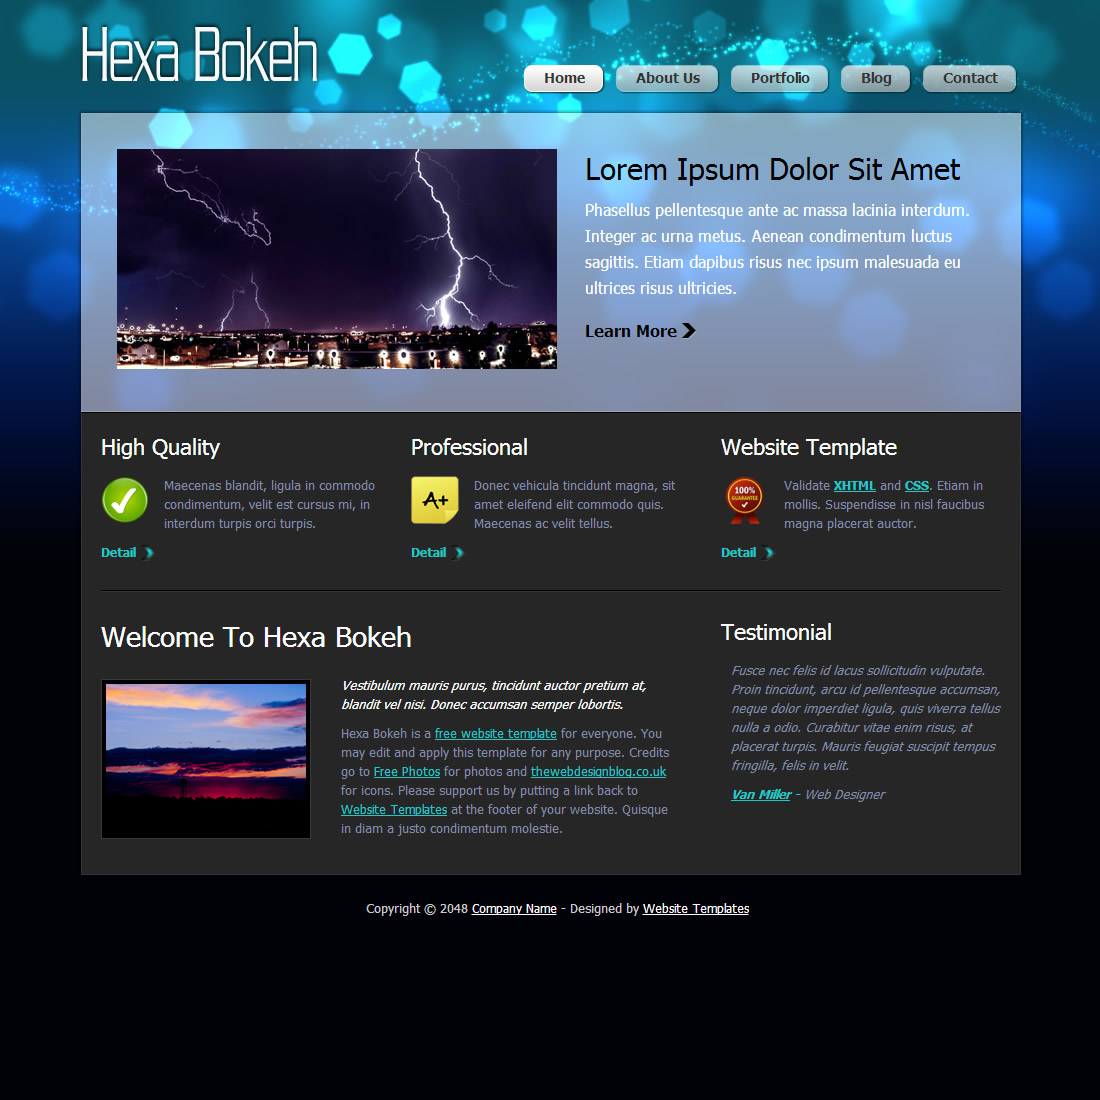 Hexa Bokeh
Home About Us Portfolio Blog Contact
Lorem Ipsum Dolor Sit Amet
Phasellus pellentesque ante ac massa lacinia interdum.
Integer ac urna metus. Aenean condimentum luctus
sagittis. Etiam dapibus risus nec ipsum malesuada eu
ultrices risus ultricies.
Learn More
High Quality
Maecenas blandit, ligula in commodo
condimentum, velit est cursus mi, in
interdum turpis orci turpis.
Detail
Professional
A+
Donec vehicula tincidunt magna, sit
amet eleifend elit commodo quis.
Maecenas ac velit tellus.
Detail
Website Template
100%
GUARANTEE
Validate XHTML and CSS. Etiam in
mollis. Suspendisse in nisl faucibus
magna placerat auctor.
Detail
Welcome To Hexa Bokeh
Vestibulum mauris purus, tincidunt auctor pretium at,
blandit vel nisi. Donec accumsan semper lobortis.
Hexa Bokeh is a free website template for everyone. You
may edit and apply this template for any purpose. Credits
go to Free Photos for photos and thewebdesignblog.co.uk
for icons. Please support us by putting a link back to
Website Templates at the footer of your website. Quisque
in diam a justo condimentum molestie.
Testimonial
Fusce nec felis id lacus sollicitudin vulputate.
Proin tincidunt, arcu id pellentesque accumsan,
neque dolor imperdiet ligula, quis viverra tellus
nulla a odio. Curabitur vitae enim risus, at
placerat turpis. Mauris feugiat suscipit tempus
fringilla, felis in velit.
Van Miller - Web Designer
Copyright © 2048 Company Name - Designed by Website Templates